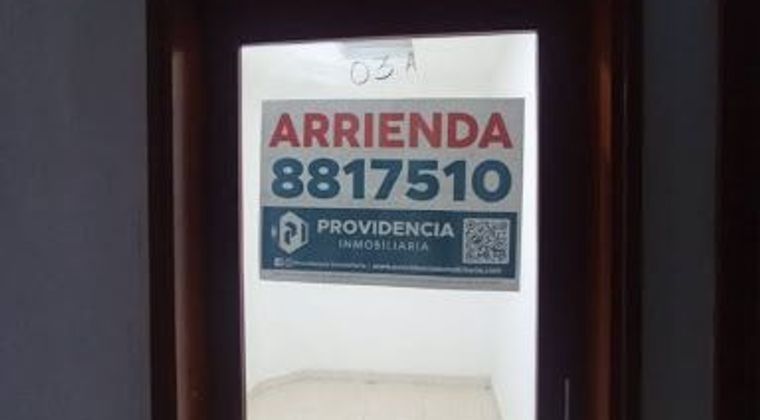 03A
ARRIENDA
8817510
PROVIDENCIA
INMOBILIARIA